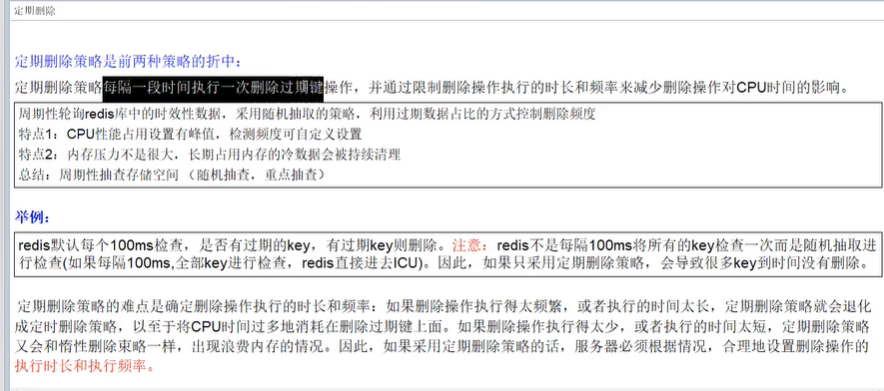 定期删除
定期删除策略是前两种策略的折中：
定期删除策略每隔一段时间执行一次删除过期键操作，并通过限制删除操作执行的时长和频率来减少删除操作对CPU时间的影响。
周期性轮询redis库中的时效性数据，采用随机抽取的策略，利用过期数据占比的方式控制删除频度
特点1：CPU性能占用设置有峰值，检测频度可自定义设置
特点2：内存压力不是很大，长期占用内存的冷数据会被持续清理
总结：周期性抽查存储空间 （随机抽查，重点抽查）
举例：
redis默认每个100ms检查，是否有过期的key，有过期key则删除。注意：redis不是每隔100ms将所有的key检查一次而是随机抽取进
行检查(如果每隔100ms,全部key进行检查，redis直接进去ICU)。因此，如果只采用定期删除策略，会导致很多key到时间没有删除。
定期删除策略的难点是确定删除操作执行的时长和频率：如果删除操作执行得太频繁，或者执行的时间太长，定期删除策略就会退化
成定时删除策略，以至于将CPU时间过多地消耗在删除过期键上面。如果删除操作执行得太少，或者执行的时间太短，定期删除策略
又会和惰性删除束略一样，出现浪费内存的情况。因此，如果采用定期删除策略的话，服务器必须根据情况，合理地设置删除操作的
执行时长和执行频率。